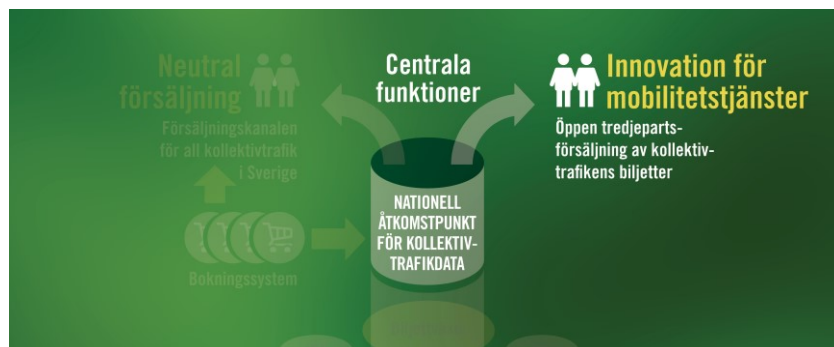 Neutral
försäljning
Försäljningskanalen
för all kollektivtrafik
i Sverige
Bokningssystem
Centrala
funktioner
NATIONELL
ÅTKOMSTPUNKT
FÖR KOLLEKTIV-
TRAFIKDATA
Innovation för
mobilitetstjänster
Öppen tredjeparts-
försäljning av kollektiv-
trafikens biljetter